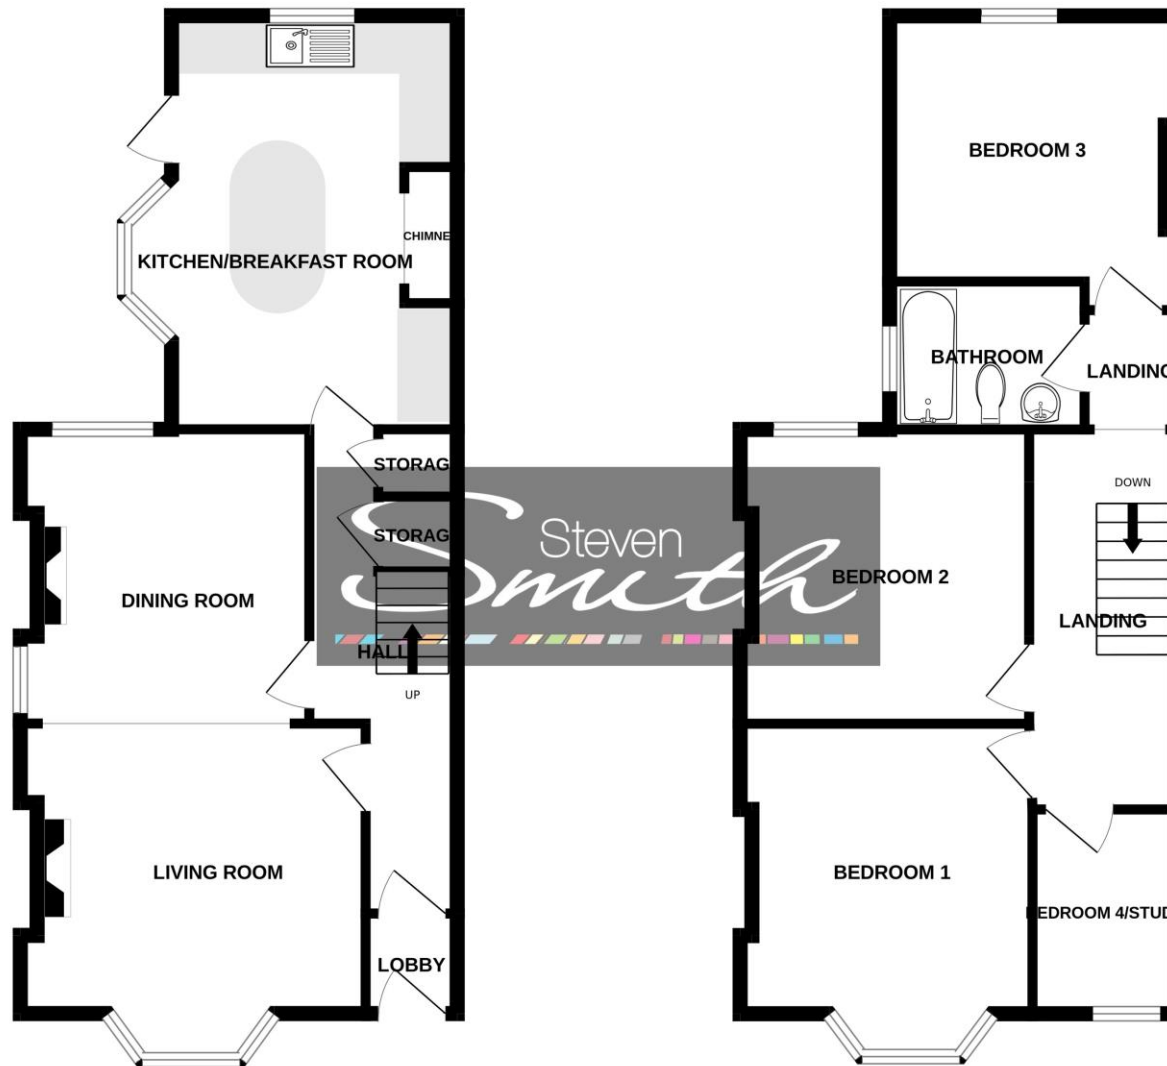 KITCHEN/BREAKFAST ROOM
CHIMNE
STORAG
STORAG
DINING ROOM
HALL
UP
LIVING ROOM
LOBBY
Steven
Smith
BEDROOM 3
BATHROOM
LANDING
DOWN
BEDROOM 2
LANDING
BEDROOM 1
BEDROOM 4/STUD